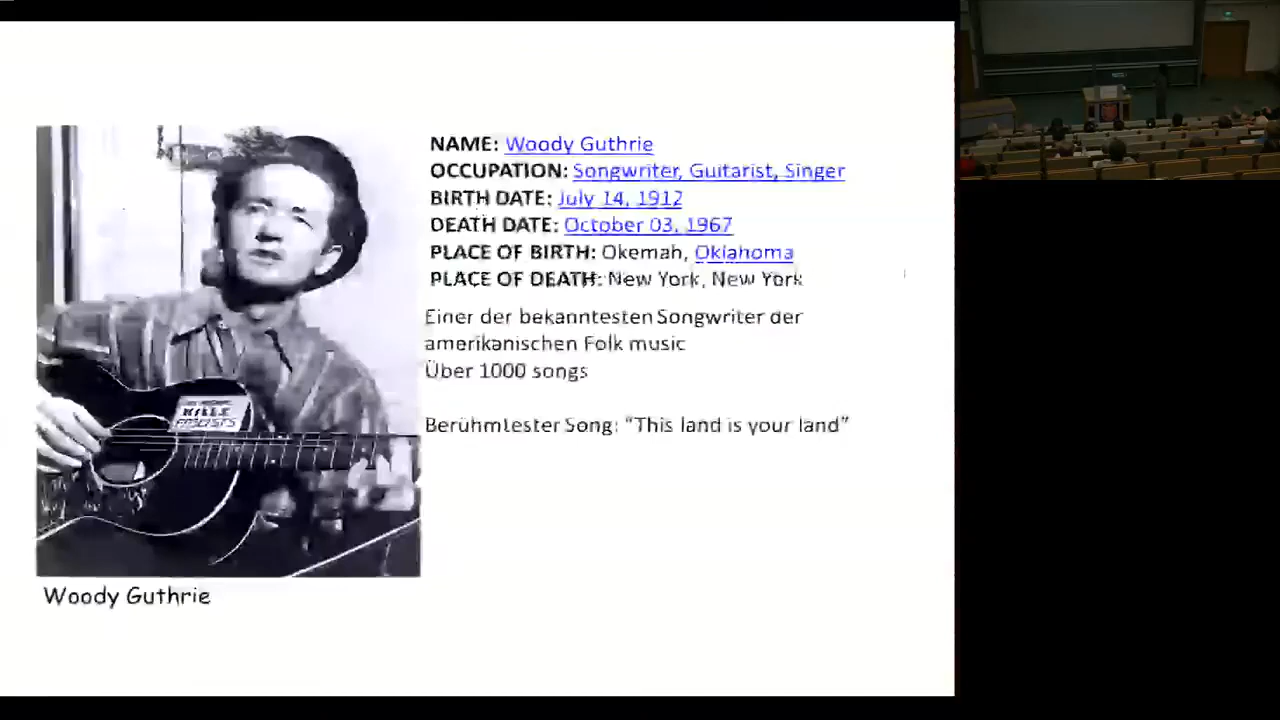 NAME: Woody Guthrie
OCCUPATION: Songwriter, Guitarist, Singer
BIRTH DATE: July 14, 1912
DEATH DATE: October 03, 1967
PLACE OF BIRTH: Okemah, Oklahoma
PLACE OF DEATH: New York, New York
Einer der bekanntesten Songwriter der
amerikanischen Folk music
Über 1000 songs
Berühmtester Song: “This land is your land”
KILLS
FASCISTS
Woody Guthrie